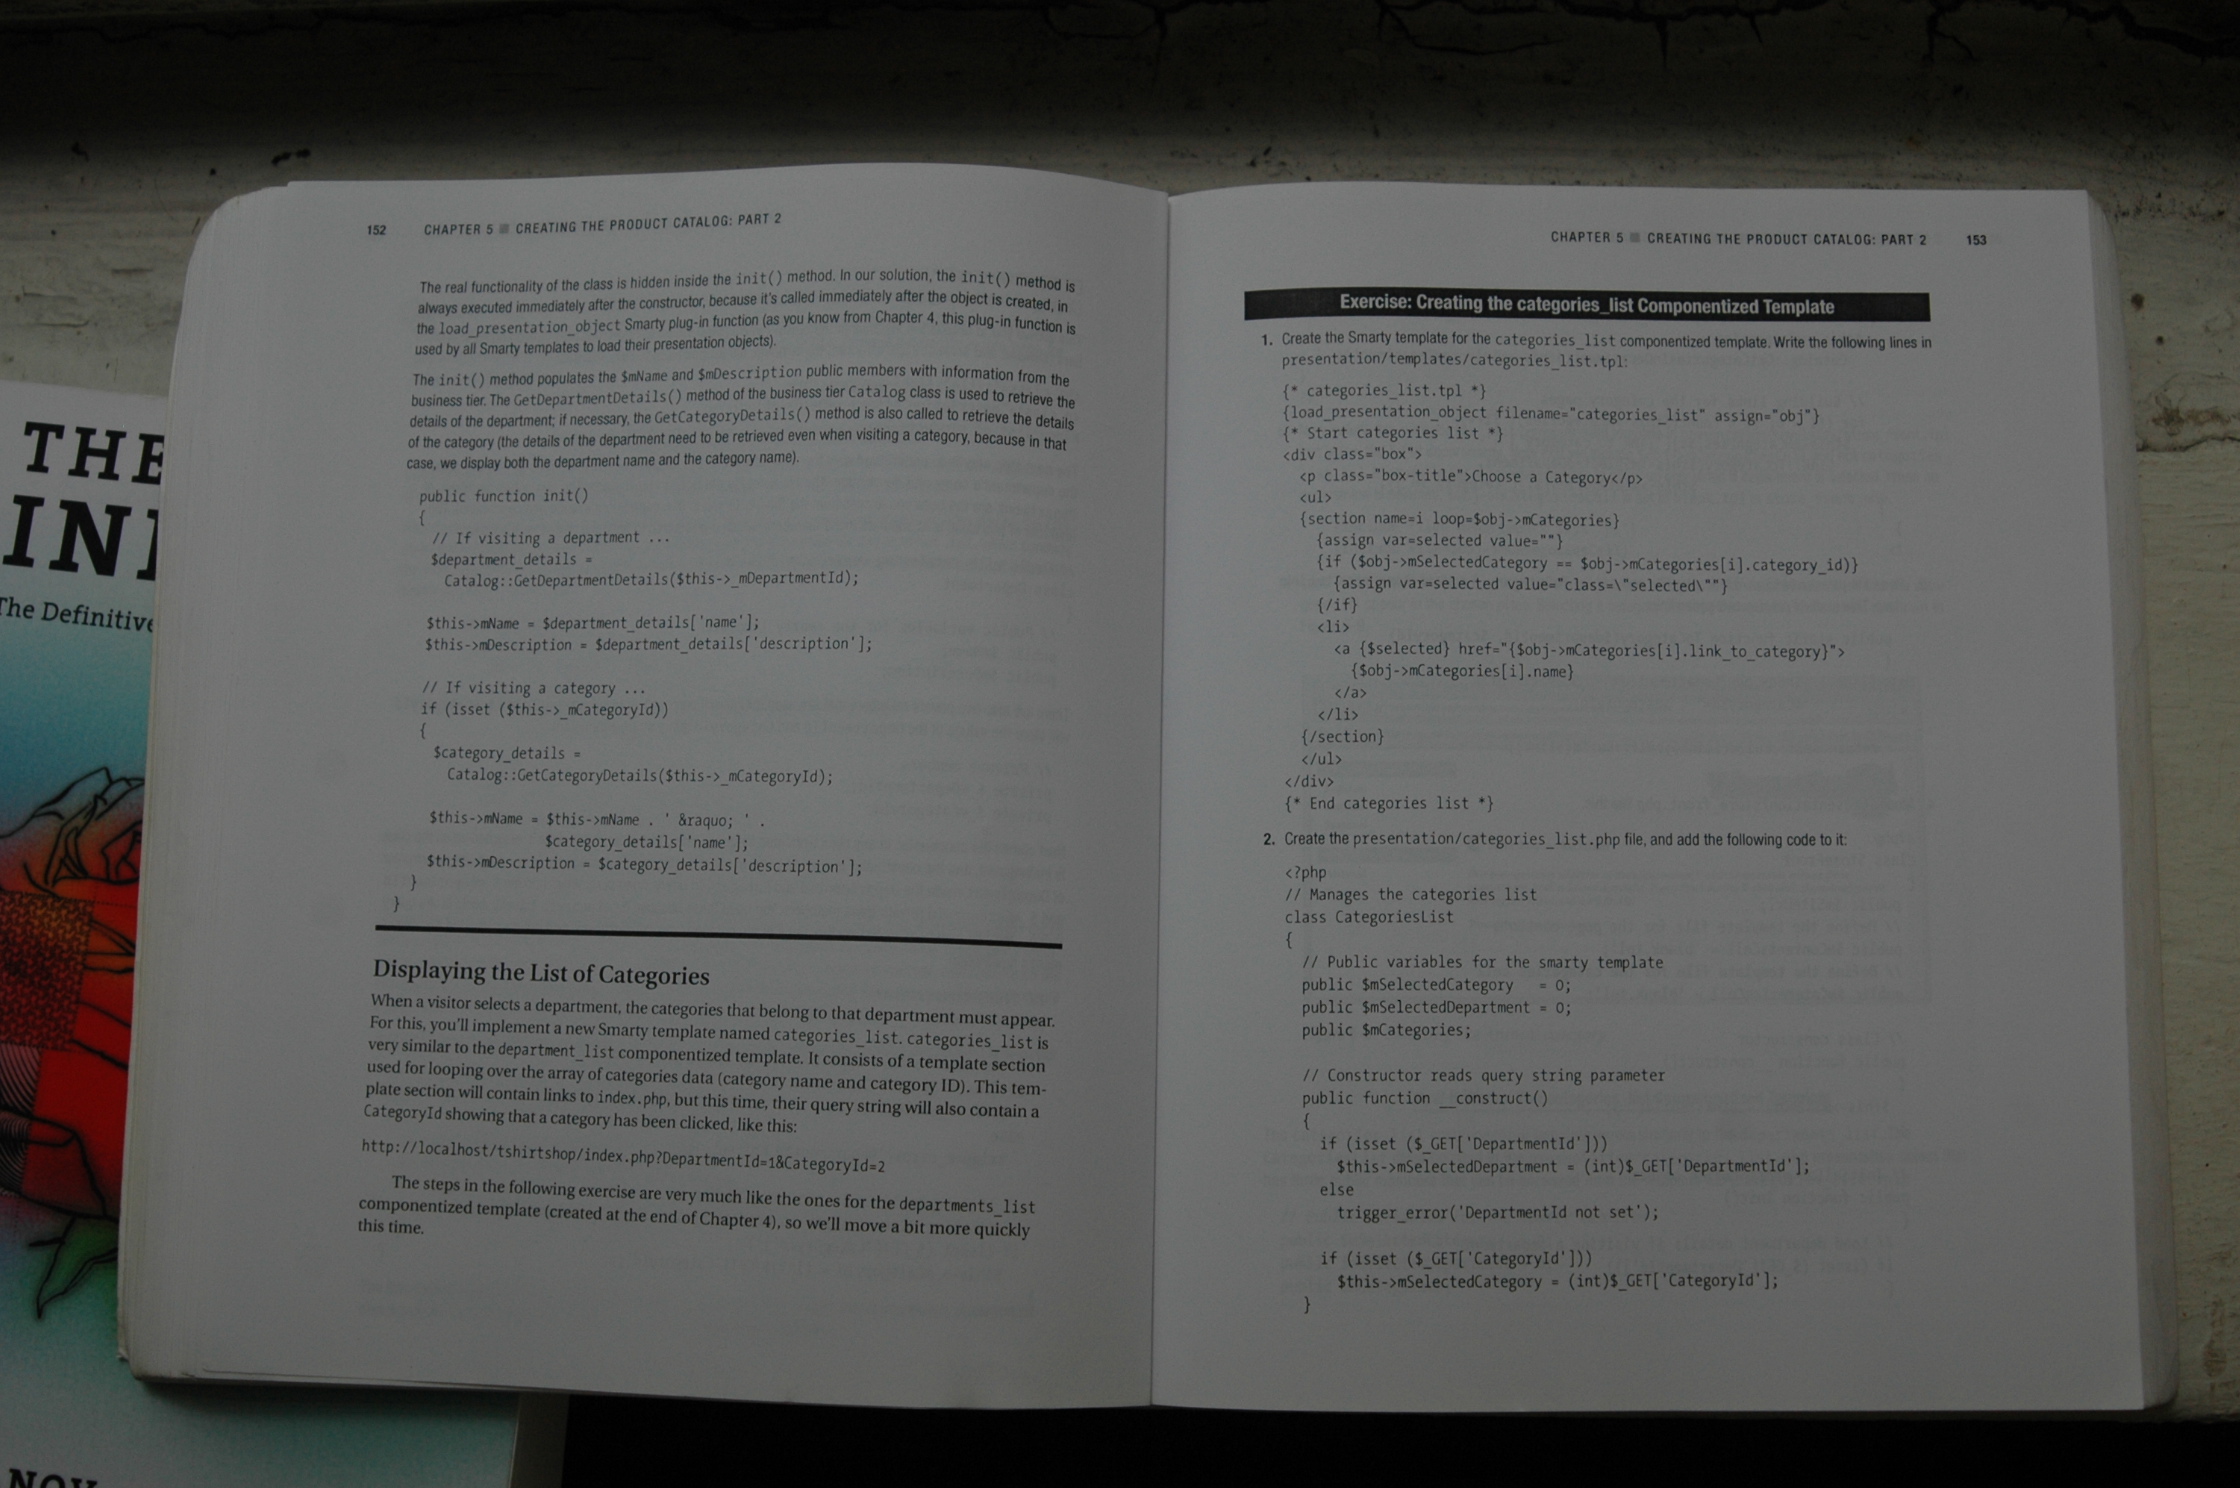 THE
IN
The Definitive
NOV
152 CHAPTER 5 ■ CREATING THE PRODUCT CATALOG: PART 2
The real functionality of the class is hidden inside the init() method. In our solution, the init() method is
always executed immediately after the constructor, because it's called immediately after the object is created, in
the load_presentation_object Smarty plug-in function (as you know from Chapter 4, this plug-in function is
used by all Smarty templates to load their presentation objects).
The init() method populates the $mName and $mDescription public members with information from the
business tier. The GetDepartmentDetails() method of the business tier Catalog class is used to retrieve the
details of the department; if necessary, the GetCategoryDetails() method is also called to retrieve the details
of the category (the details of the department need to be retrieved even when visiting a category, because in that
case, we display both the department name and the category name).
public function init()
{
// If visiting a department ...
$department_details =
Catalog::GetDepartmentDetails($this->_mDepartmentId);
$this->mName = $department_details['name'];
$this->mDescription = $department_details['description'];
// If visiting a category ...
if (isset ($this->_mCategoryId))
{
$category_details =
Catalog::GetCategoryDetails($this->_mCategoryId);
$this->mName = $this->mName . ' &raquo; ' .
$category_details['name'];
$this->mDescription = $category_details['description'];
}
}
Displaying the List of Categories
When a visitor selects a department, the categories that belong to that department must appear.
For this, you'll implement a new Smarty template named categories_list. categories_list is
very similar to the department_list componentized template. It consists of a template section
used for looping over the array of categories data (category name and category ID). This tem-
plate section will contain links to index.php, but this time, their query string will also contain a
CategoryId showing that a category has been clicked, like this:
http://localhost/tshirtshop/index.php?DepartmentId=1&CategoryId=2
The steps in the following exercise are very much like the ones for the departments_list
componentized template (created at the end of Chapter 4), so we'll move a bit more quickly
this time.
CHAPTER 5 ■ CREATING THE PRODUCT CATALOG: PART 2 153
Exercise: Creating the categories_list Componentized Template
1. Create the Smarty template for the categories_list componentized template. Write the following lines in
presentation/templates/categories_list.tpl:
{* categories_list.tpl *}
{load_presentation_object filename="categories_list" assign="obj"}
{* Start categories list *}
<div class="box">
<p class="box-title">Choose a Category</p>
<ul>
{section name=i loop=$obj->mCategories}
{assign var=selected value=""}
{if ($obj->mSelectedCategory == $obj->mCategories[i].category_id)}
{assign var=selected value="class=\"selected\""}
{/if}
<li>
<a {$selected} href="{$obj->mCategories[i].link_to_category}">
{$obj->mCategories[i].name}
</a>
</li>
{/section}
</ul>
</div>
{* End categories list *}
2. Create the presentation/categories_list.php file, and add the following code to it:
<?php
// Manages the categories list
class CategoriesList
{
// Public variables for the smarty template
public $mSelectedCategory = 0;
public $mSelectedDepartment = 0;
public $mCategories;
// Constructor reads query string parameter
public function __construct()
{
if (isset ($_GET['DepartmentId']))
$this->mSelectedDepartment = (int)$_GET['DepartmentId'];
else
trigger_error('DepartmentId not set');
if (isset ($_GET['CategoryId']))
$this->mSelectedCategory = (int)$_GET['CategoryId'];
}